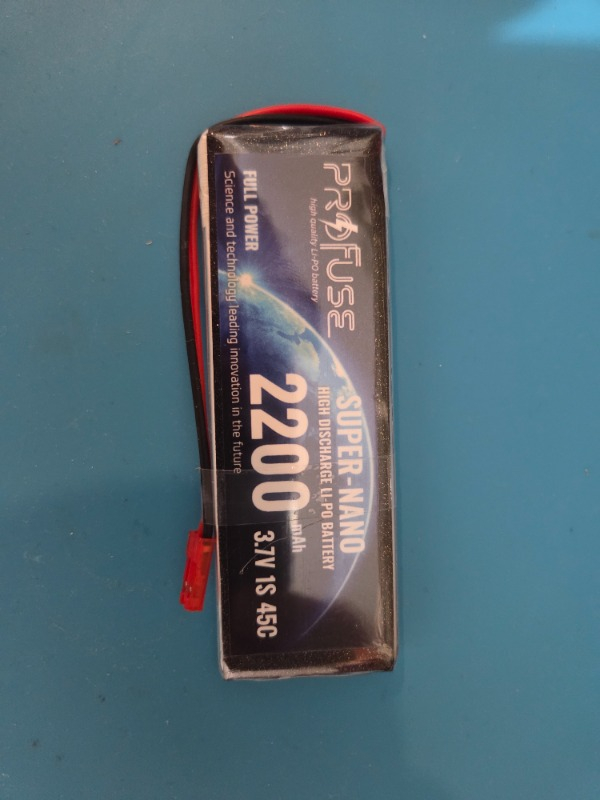 PROFUSE
high quality Li-PO battery
SUPER-NANO
HIGH DISCHARGE LI-PO BATTERY
2200mAh
3.7V 1S 45C
FULL POWER
Science and technology leading innovation in the future